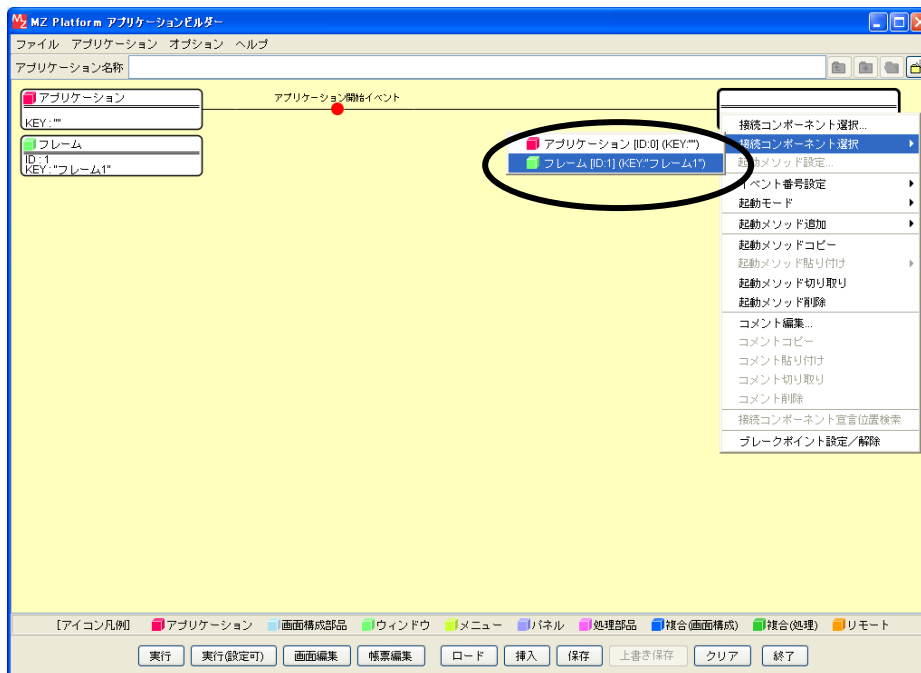 MZ Platform アプリケーションビルダー
ファイル アプリケーション オプション ヘルプ
アプリケーション名称
アプリケーション
KEY:""
アプリケーション開始イベント
フレーム
ID:1
KEY:"フレーム1"
アプリケーション [ID:0] (KEY:"")
フレーム [ID:1] (KEY:"フレーム1")
接続コンポーネント選択...
接続コンポーネント選択
起動メソッド設定...
イベント番号設定
起動モード
起動メソッド追加
起動メソッドコピー
起動メソッド貼り付け
起動メソッド切り取り
起動メソッド削除
コメント編集...
コメントコピー
コメント貼り付け
コメント切り取り
コメント削除
接続コンポーネント宣言位置検索
ブレークポイント設定／解除
[アイコン凡例] アプリケーション 画面構成部品 ウィンドウ メニュー パネル 処理部品 複合(画面構成) 複合(処理) リモート
実行 実行(設定可) 画面編集 帳票編集 ロード 挿入 保存 上書き保存 クリア 終了